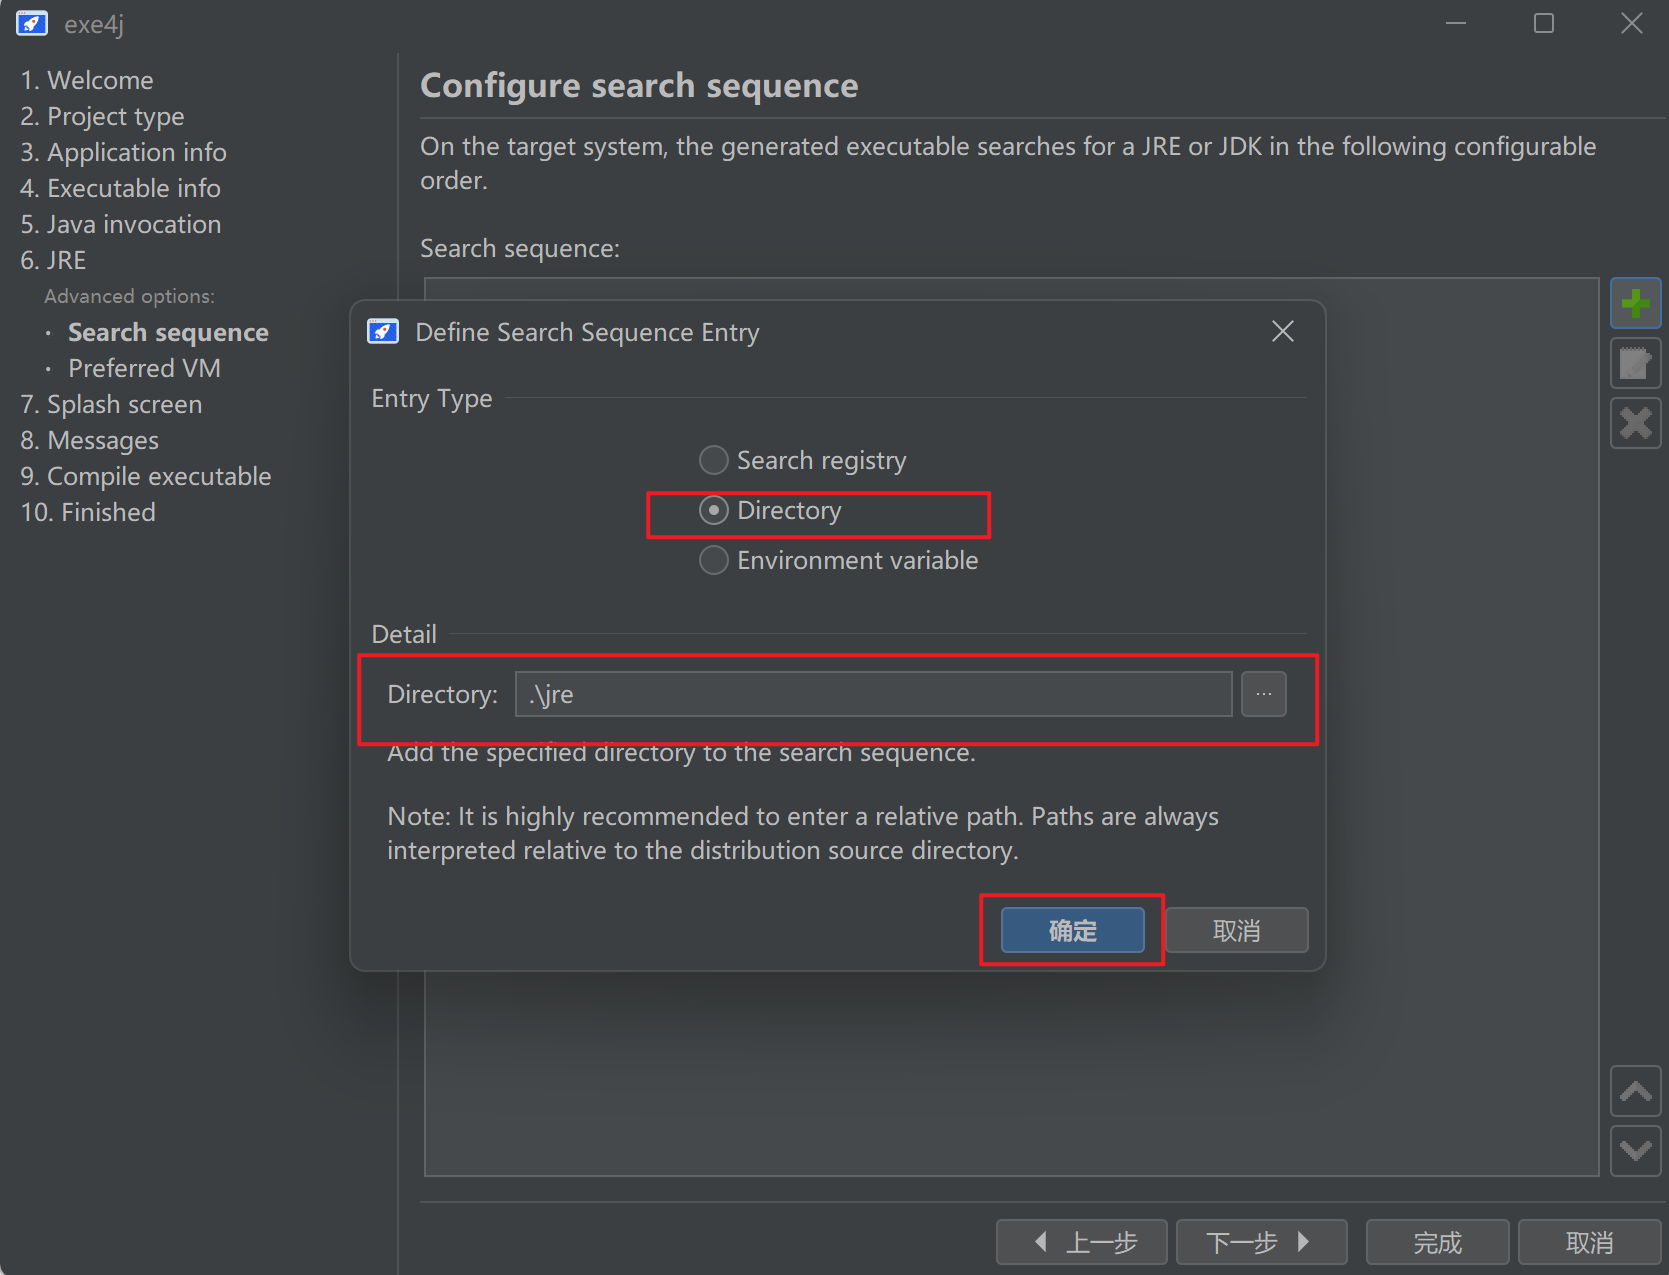 exe4j
1. Welcome
2. Project type
3. Application info
4. Executable info
5. Java invocation
6. JRE
Advanced options:
· Search sequence
· Preferred VM
7. Splash screen
8. Messages
9. Compile executable
10. Finished
Configure search sequence
On the target system, the generated executable searches for a JRE or JDK in the following configurable
order.
Search sequence:
Define Search Sequence Entry
Entry Type
Search registry
Directory
Environment variable
Detail
Directory: .\jre ...
Add the specified directory to the search sequence.
Note: It is highly recommended to enter a relative path. Paths are always
interpreted relative to the distribution source directory.
确定 取消
上一步 下一步 完成 取消